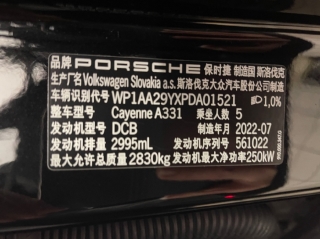 品牌 PORSCHE 保时捷 制造国 斯洛伐克
生产厂名 Volkswagen Slovakia a.s. 斯洛伐克大众汽车股份公司制造
车辆识别代号 WP1AA29YXPDA01521 1,0%
整车型号 Cayenne A331 乘坐人数 5
发动机型号 DCB 制造年月 2022-07
发动机排量 2995mL 发动机序列号 561022
最大允许总质量 2830kg 发动机最大净功率 250kW